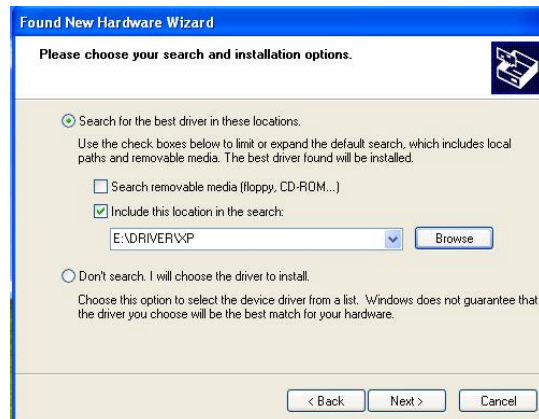 Found New Hardware Wizard
Please choose your search and installation options.
Search for the best driver in these locations.
Use the check boxes below to limit or expand the default search, which includes local
paths and removable media. The best driver found will be installed.
Search removable media (floppy, CD-ROM...)
Include this location in the search:
E:\DRIVER\XP
Browse
Don't search. I will choose the driver to install.
Choose this option to select the device driver from a list. Windows does not guarantee that
the driver you choose will be the best match for your hardware.
< Back Next > Cancel